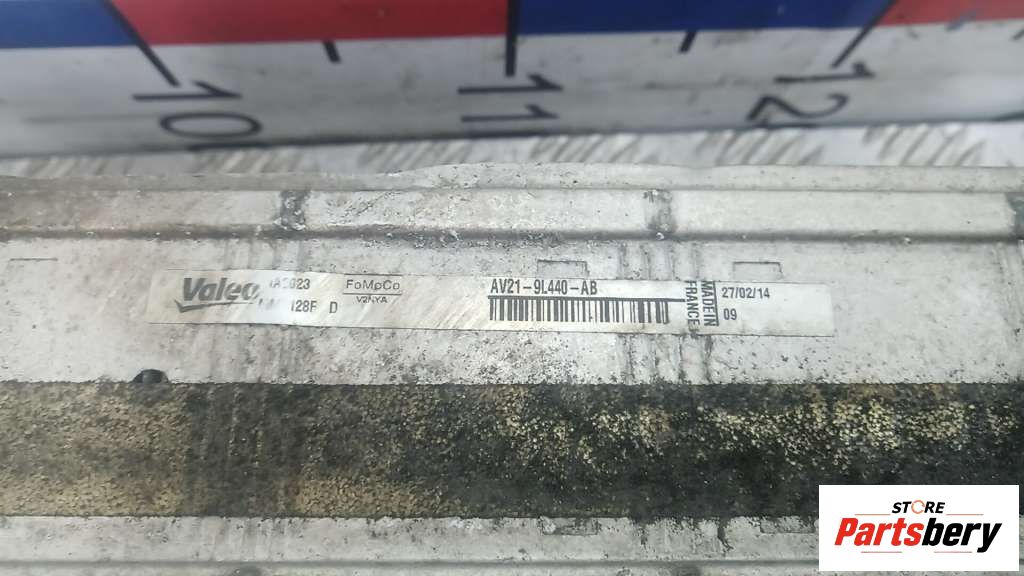 10 11 12
Valeo
128F D
FoMoCo
V2NYA
AV21-9L440-AB
MADE IN
FRANCE
27/02/14
09
STORE
Partsbery